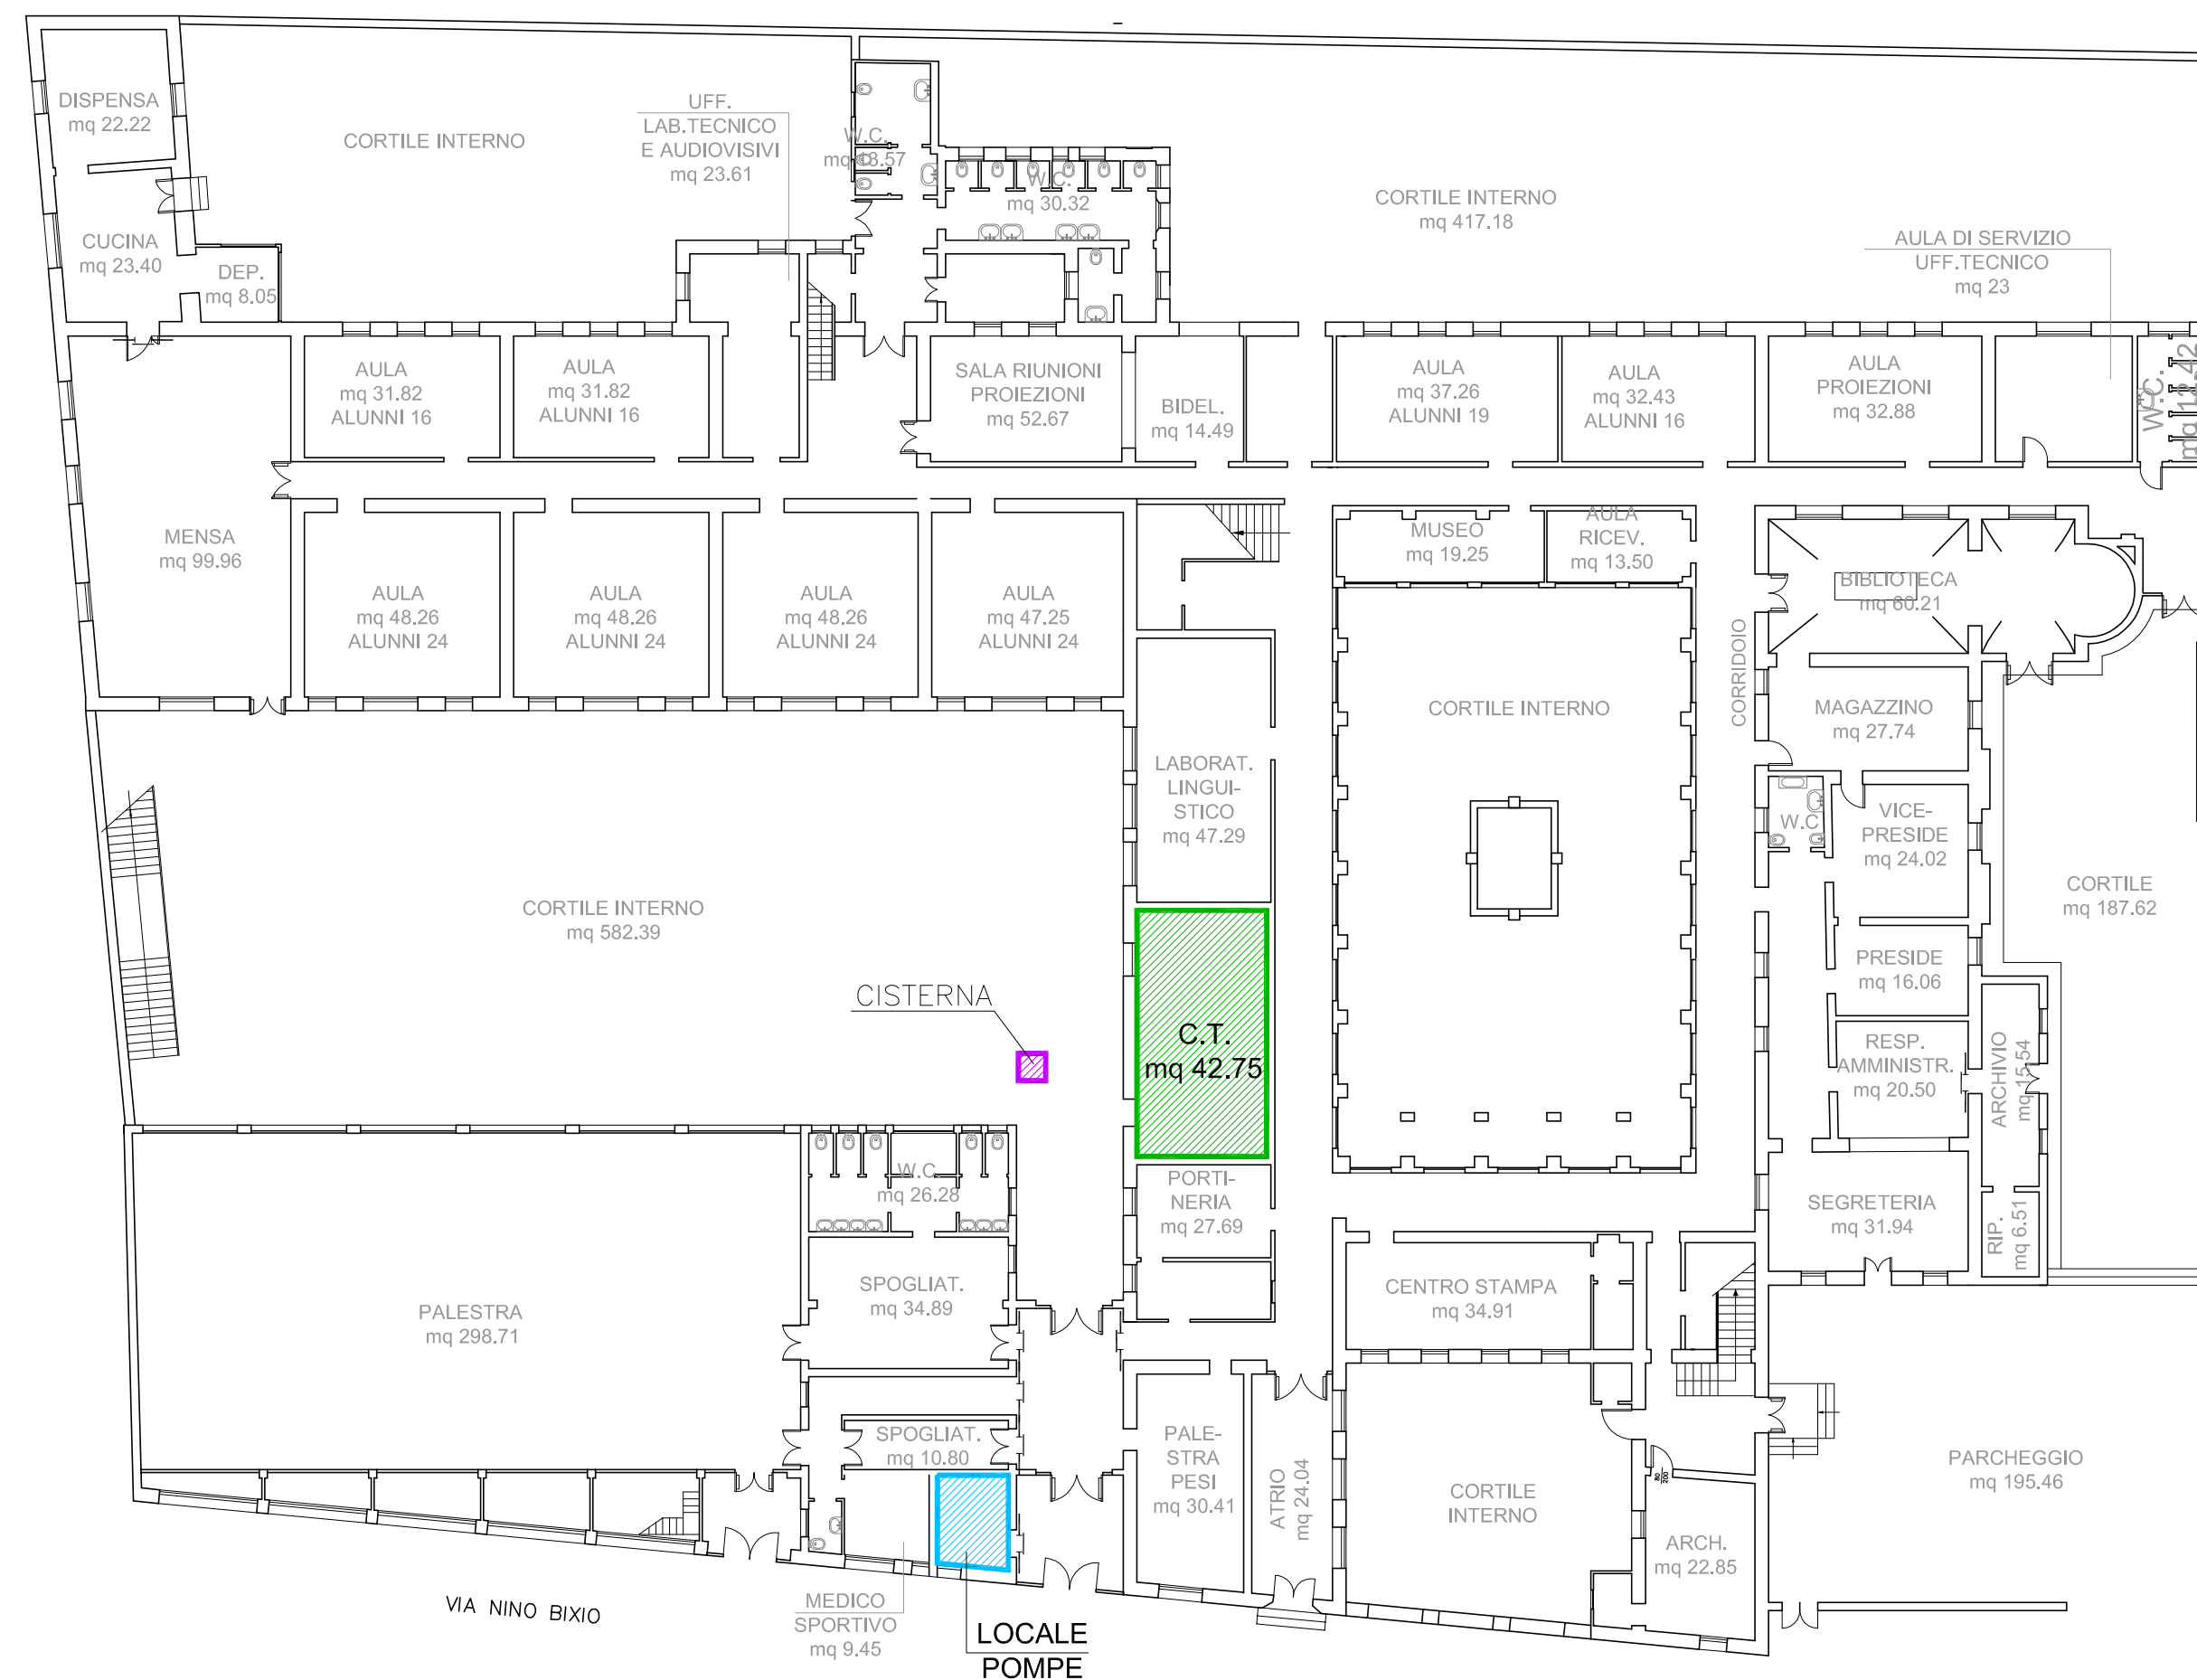 DISPENSA
mq 22.22
CORTILE INTERNO
UFF.
LAB.TECNICO
E AUDIOVISIVI
mq 23.61
W.C.
mq 13.57
W.C.
mq 30.32
CORTILE INTERNO
mq 417.18
AULA DI SERVIZIO
UFF.TECNICO
mq 23
CUCINA
mq 23.40
DEP.
mq 8.05
AULA
mq 31.82
ALUNNI 16
AULA
mq 31.82
ALUNNI 16
SALA RIUNIONI
PROIEZIONI
mq 52.67
BIDEL.
mq 14.49
AULA
mq 37.26
ALUNNI 19
AULA
mq 32.43
ALUNNI 16
AULA
PROIEZIONI
mq 32.88
W.C.
mq 12.42
MENSA
mq 99.96
AULA
mq 48.26
ALUNNI 24
AULA
mq 48.26
ALUNNI 24
AULA
mq 48.26
ALUNNI 24
AULA
mq 47.25
ALUNNI 24
MUSEO
mq 19.25
AULA
RICEV.
mq 13.50
BIBLIOTECA
mq 60.21
CORRIDOIO
CORTILE INTERNO
MAGAZZINO
mq 27.74
LABORAT.
LINGUI-
STICO
mq 47.29
W.C
VICE-
PRESIDE
mq 24.02
CORTILE
mq 187.62
CORTILE INTERNO
mq 582.39
PRESIDE
mq 16.06
CISTERNA
C.T.
mq 42.75
RESP.
AMMINISTR.
mq 20.50
ARCHIVIO
mq 15.54
W.C.
mq 26.28
PORTI-
NERIA
mq 27.69
SEGRETERIA
mq 31.94
RIP.
mq 6.51
SPOGLIAT.
mq 34.89
CENTRO STAMPA
mq 34.91
PALESTRA
mq 298.71
SPOGLIAT.
mq 10.80
PALE-
STRA
PESI
mq 30.41
ATRIO
mq 24.04
CORTILE
INTERNO
80
200
PARCHEGGIO
mq 195.46
ARCH.
mq 22.85
VIA NINO BIXIO
MEDICO
SPORTIVO
mq 9.45
LOCALE
POMPE